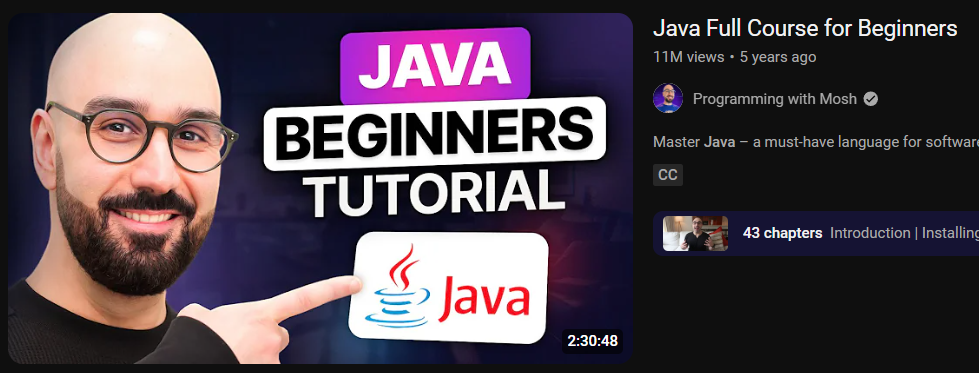 JAVA
BEGINNERS
TUTORIAL
Java
2:30:48
Java Full Course for Beginners
11M views • 5 years ago
Programming with Mosh
Master Java – a must-have language for software
CC
43 chapters Introduction | Installing